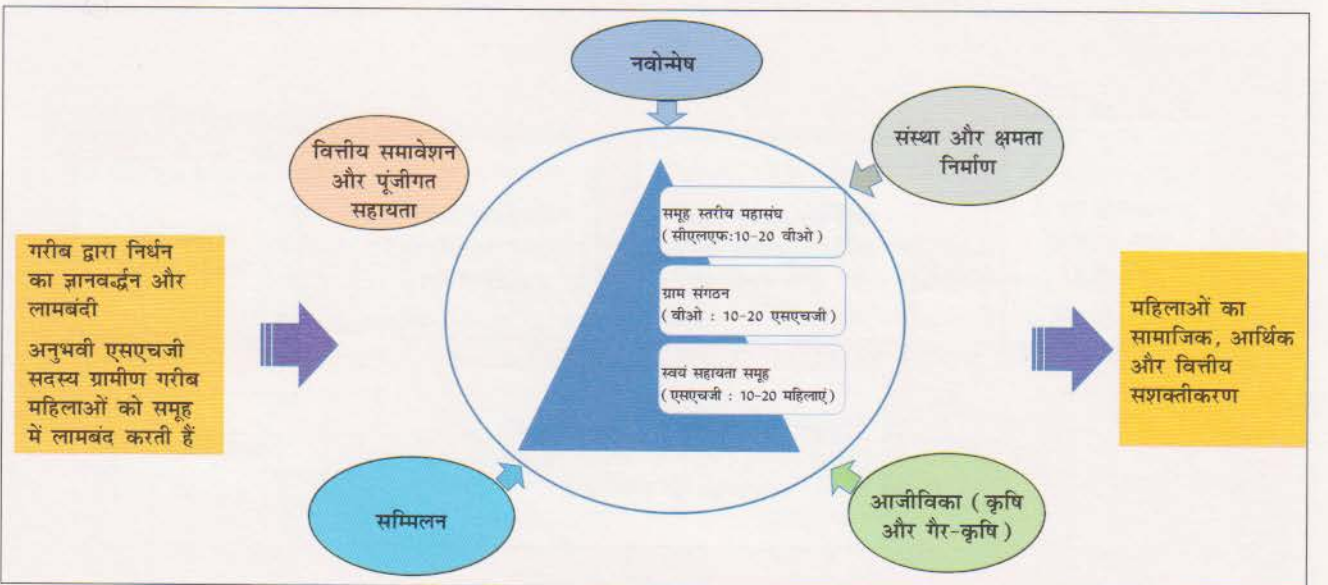 नवोन्मेष
वित्तीय समावेशन
और पूंजीगत
सहायता
संस्था और क्षमता
निर्माण
गरीब द्वारा निर्धन
का ज्ञानवर्द्धन और
लामबंदी
अनुभवी एसएचजी
सदस्य ग्रामीण गरीब
महिलाओं को समूह
में लामबंद करती हैं
समूह स्तरीय महासंघ
(सीएलएफ:10-20 वीओ)
ग्राम संगठन
(वीओ : 10-20 एसएचजी)
स्वयं सहायता समूह
(एसएचजी : 10-20 महिलाएं)
महिलाओं का
सामाजिक, आर्थिक
और वित्तीय
सशक्तीकरण
सम्मिलन
आजीविका (कृषि
और गैर-कृषि)